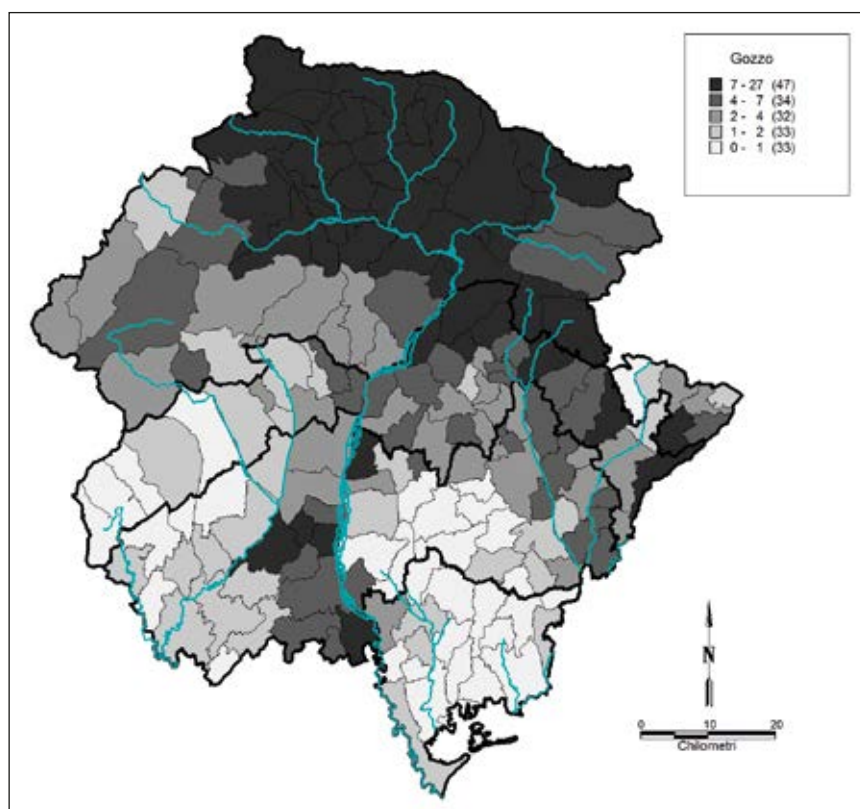 Gozzo
7 - 27 (47)
4 - 7 (34)
2 - 4 (32)
1 - 2 (33)
0 - 1 (33)
N
0 10 20
Chilometri